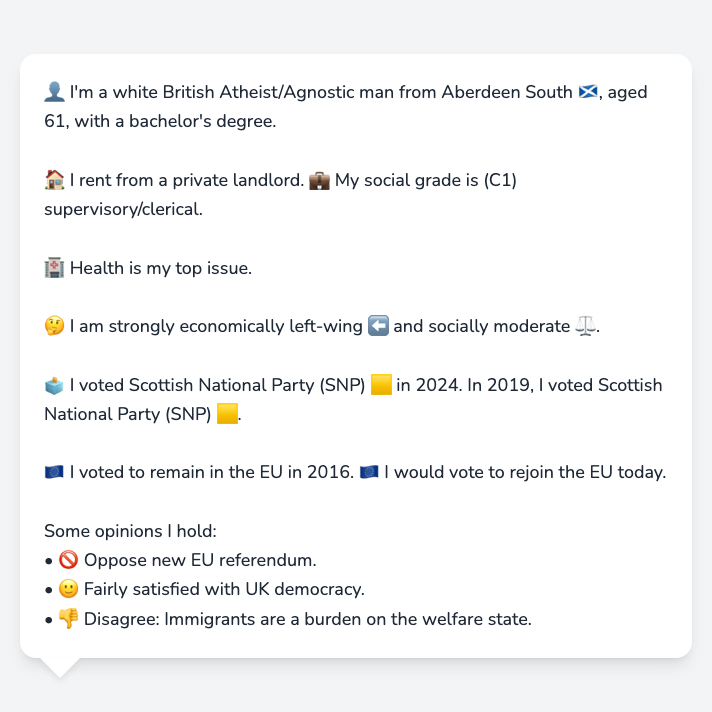 👤 I'm a white British Atheist/Agnostic man from Aberdeen South 🏴󠁧󠁢󠁳󠁣󠁴󠁿, aged
61, with a bachelor's degree.
🏠 I rent from a private landlord. 💼 My social grade is (C1)
supervisory/clerical.
🏥 Health is my top issue.
🤔 I am strongly economically left-wing ⬅️ and socially moderate ⚖️.
🗳️ I voted Scottish National Party (SNP) 🟨 in 2024. In 2019, I voted Scottish
National Party (SNP) 🟨.
🇪🇺 I voted to remain in the EU in 2016. 🇪🇺 I would vote to rejoin the EU today.
Some opinions I hold:
• 🚫 Oppose new EU referendum.
• 🙂 Fairly satisfied with UK democracy.
• 👎 Disagree: Immigrants are a burden on the welfare state.